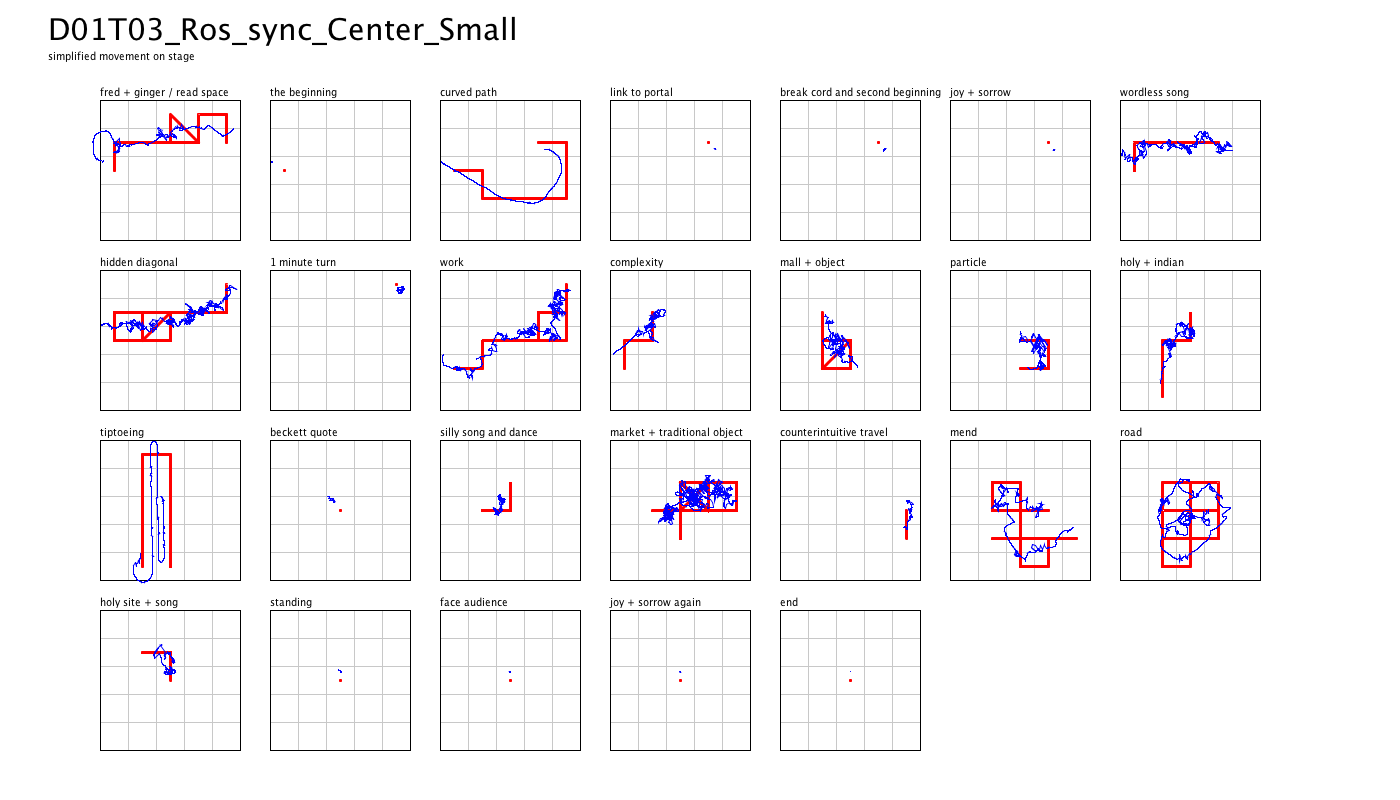 D01T03_Ros_sync_Center_Small
simplified movement on stage
fred + ginger / read space
the beginning
curved path
link to portal
break cord and second beginning
joy + sorrow
wordless song
hidden diagonal
1 minute turn
work
complexity
mall + object
particle
holy + indian
tiptoeing
beckett quote
silly song and dance
market + traditional object
counterintuitive travel
mend
road
holy site + song
standing
face audience
joy + sorrow again
end